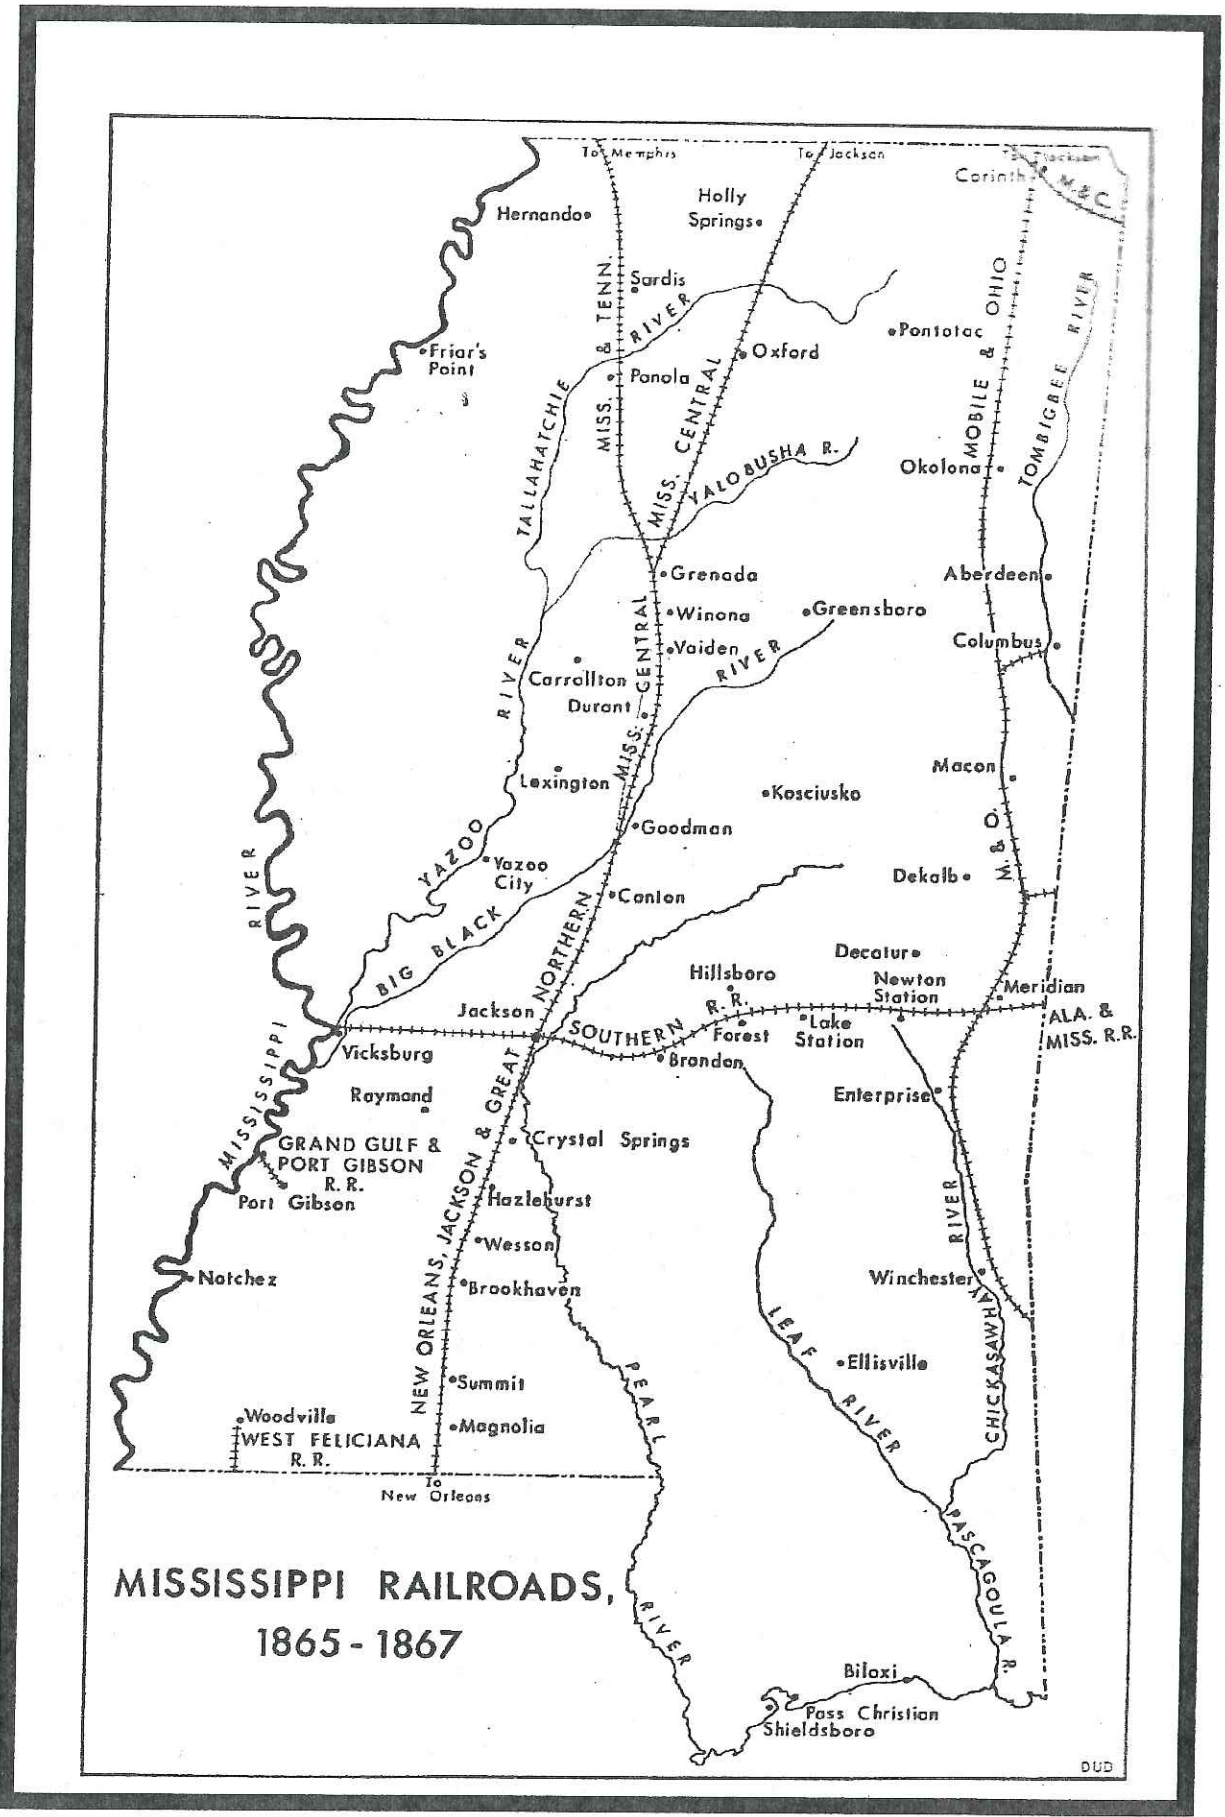 To Memphis
To Jackson
Corinth
M & C.
Holly
Springs
Hernando
Sardis
MISS. & TENN.
RIVER
MOBILE & OHIO
TOMBIGBEE RIVER
Pontotoc
Friar's
Point
Oxford
Panola
TALLAHATCHIE
MISS. CENTRAL
YALOBUSHA R.
Okolona
Grenada
Aberdeen
Winona
Greensboro
Vaiden
Columbus
RIVER
RIVER
Carrollton
MISS. CENTRAL
Durant
Macon
Lexington
Kosciusko
Goodman
M. & O.
YAZOO
Yazoo
City
Dekalb
RIVER
Canton
BIG BLACK
Decatur
Hillsboro
Newton
Station
Meridian
Jackson
SOUTHERN R. R.
Forest
Lake
Station
ALA. &
MISS. R.R.
Vicksburg
Brandon
Raymond
Enterprise
MISSISSIPPI
GRAND GULF &
PORT GIBSON
R. R.
Port Gibson
Crystal Springs
NEW ORLEANS, JACKSON & GREAT NORTHERN
Hazlehurst
Wesson
RIVER
Natchez
Brookhaven
Winchester
CHICKASAWHAY
LEAF RIVER
Ellisville
Summit
PEARL
Woodville
Magnolia
WEST FELICIANA
R. R.
To
New Orleans
PASCAGOULA R.
MISSISSIPPI RAILROADS,
1865 - 1867
RIVER
Biloxi
Pass Christian
Shieldsboro
DUD